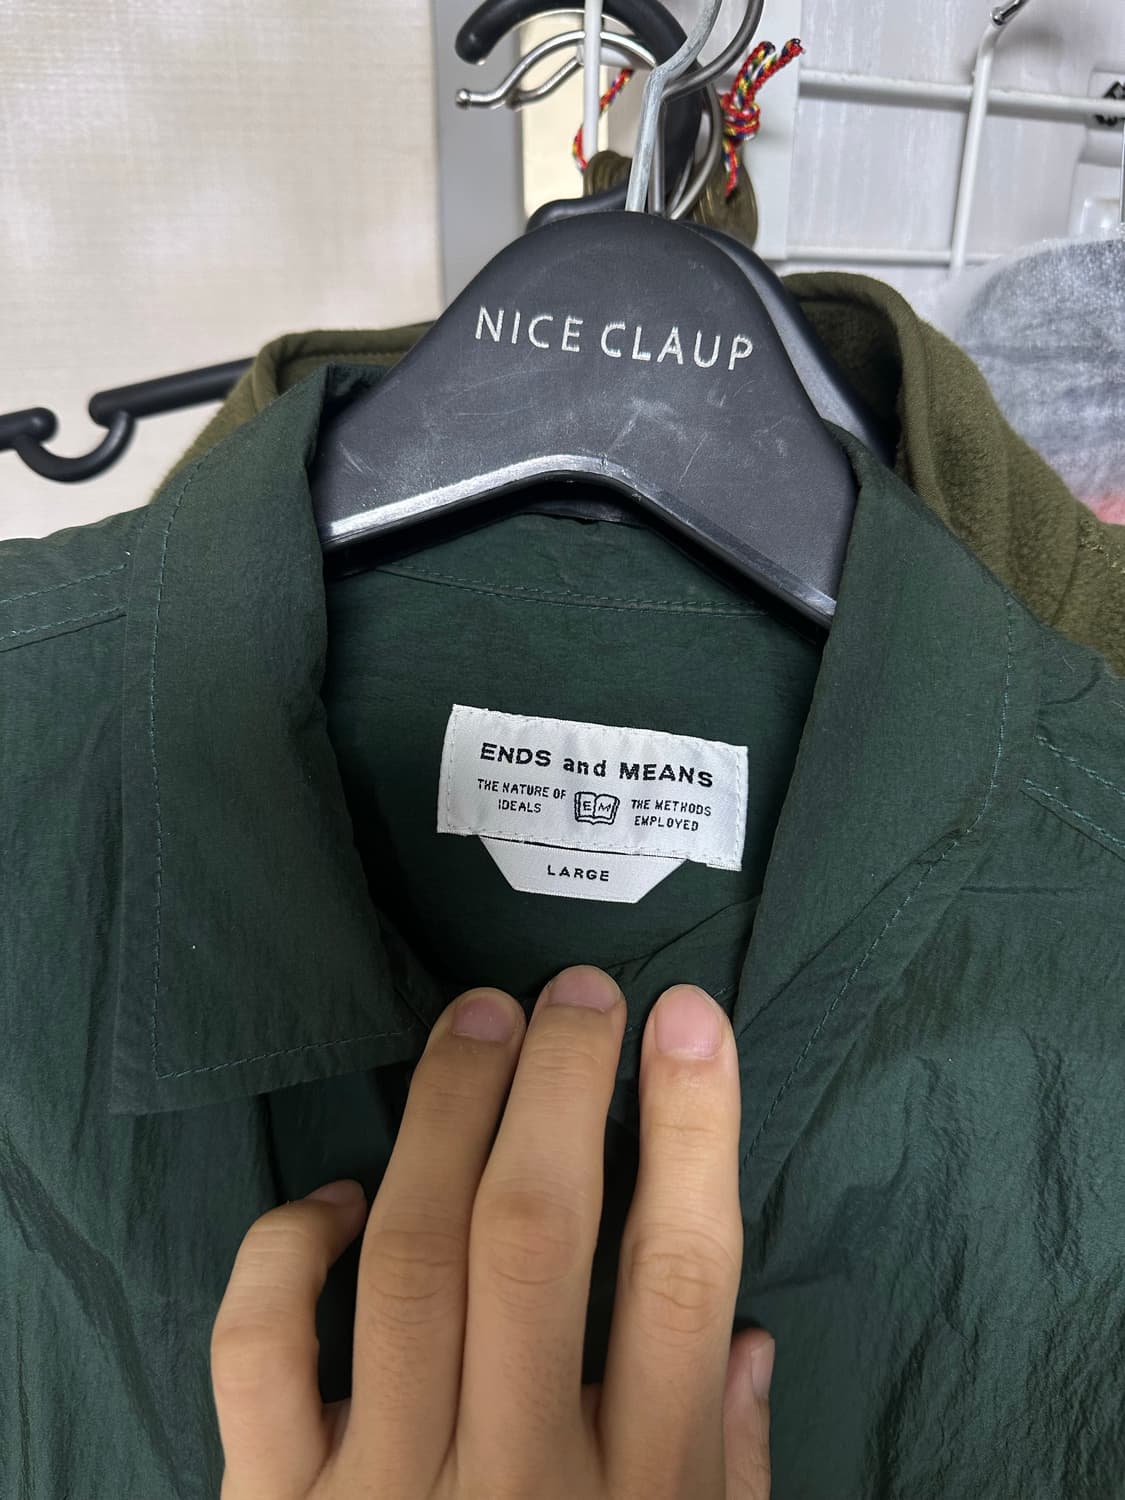 NICE CLAUP
ENDS and MEANS
THE NATURE OF
IDEALS
EM
THE METHODS
EMPLOYED
LARGE